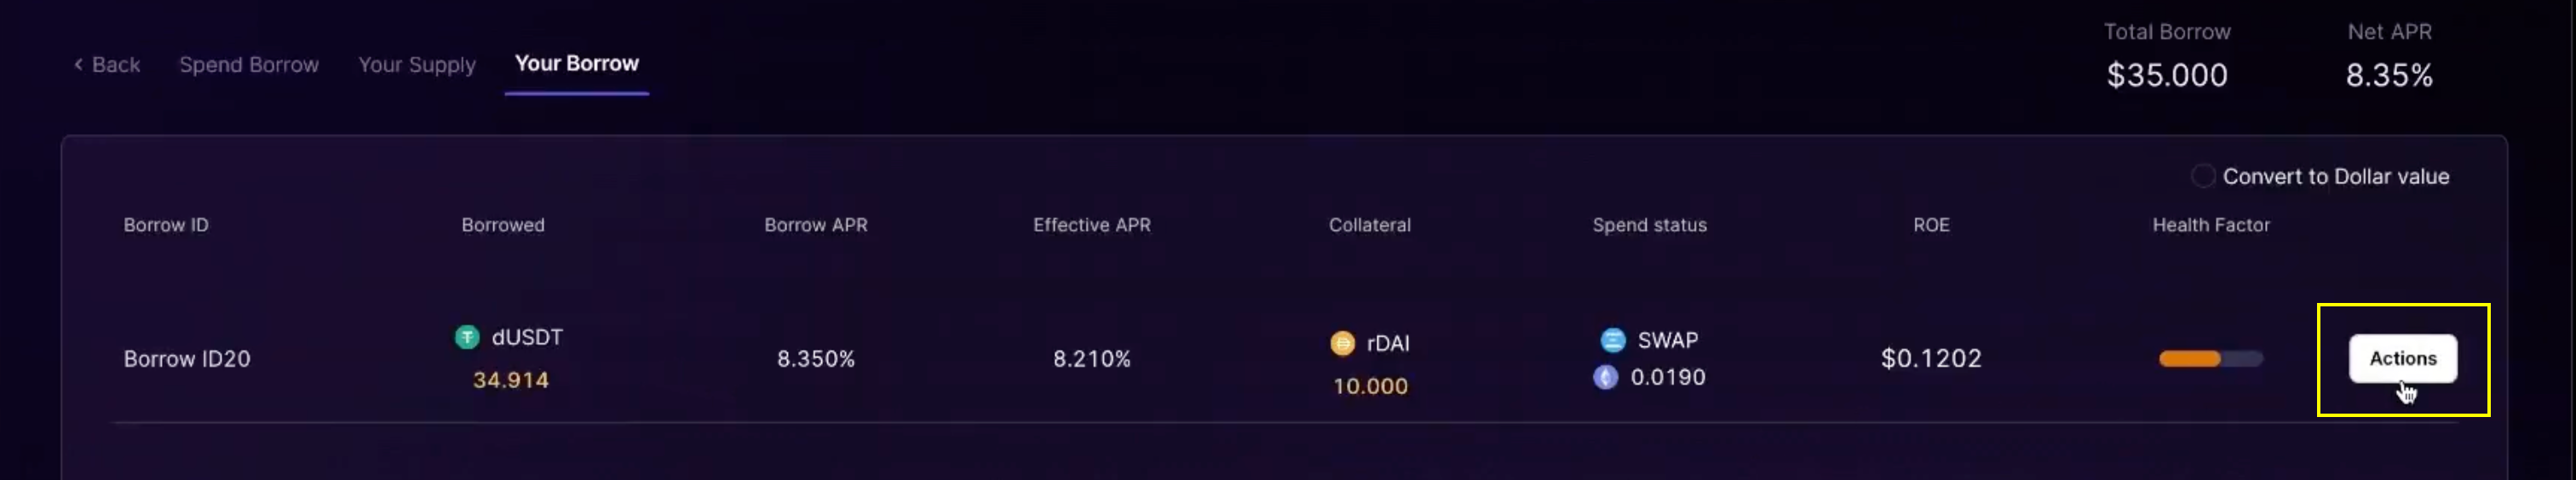 Total Borrow Net APR
< Back Spend Borrow Your Supply Your Borrow
$35.000 8.35%
Convert to Dollar value
Borrow ID Borrowed Borrow APR Effective APR Collateral Spend status ROE Health Factor
dUSDT rDAI SWAP
Borrow ID20 8.350% 8.210% $0.1202 Actions
34.914 10.000 0.0190